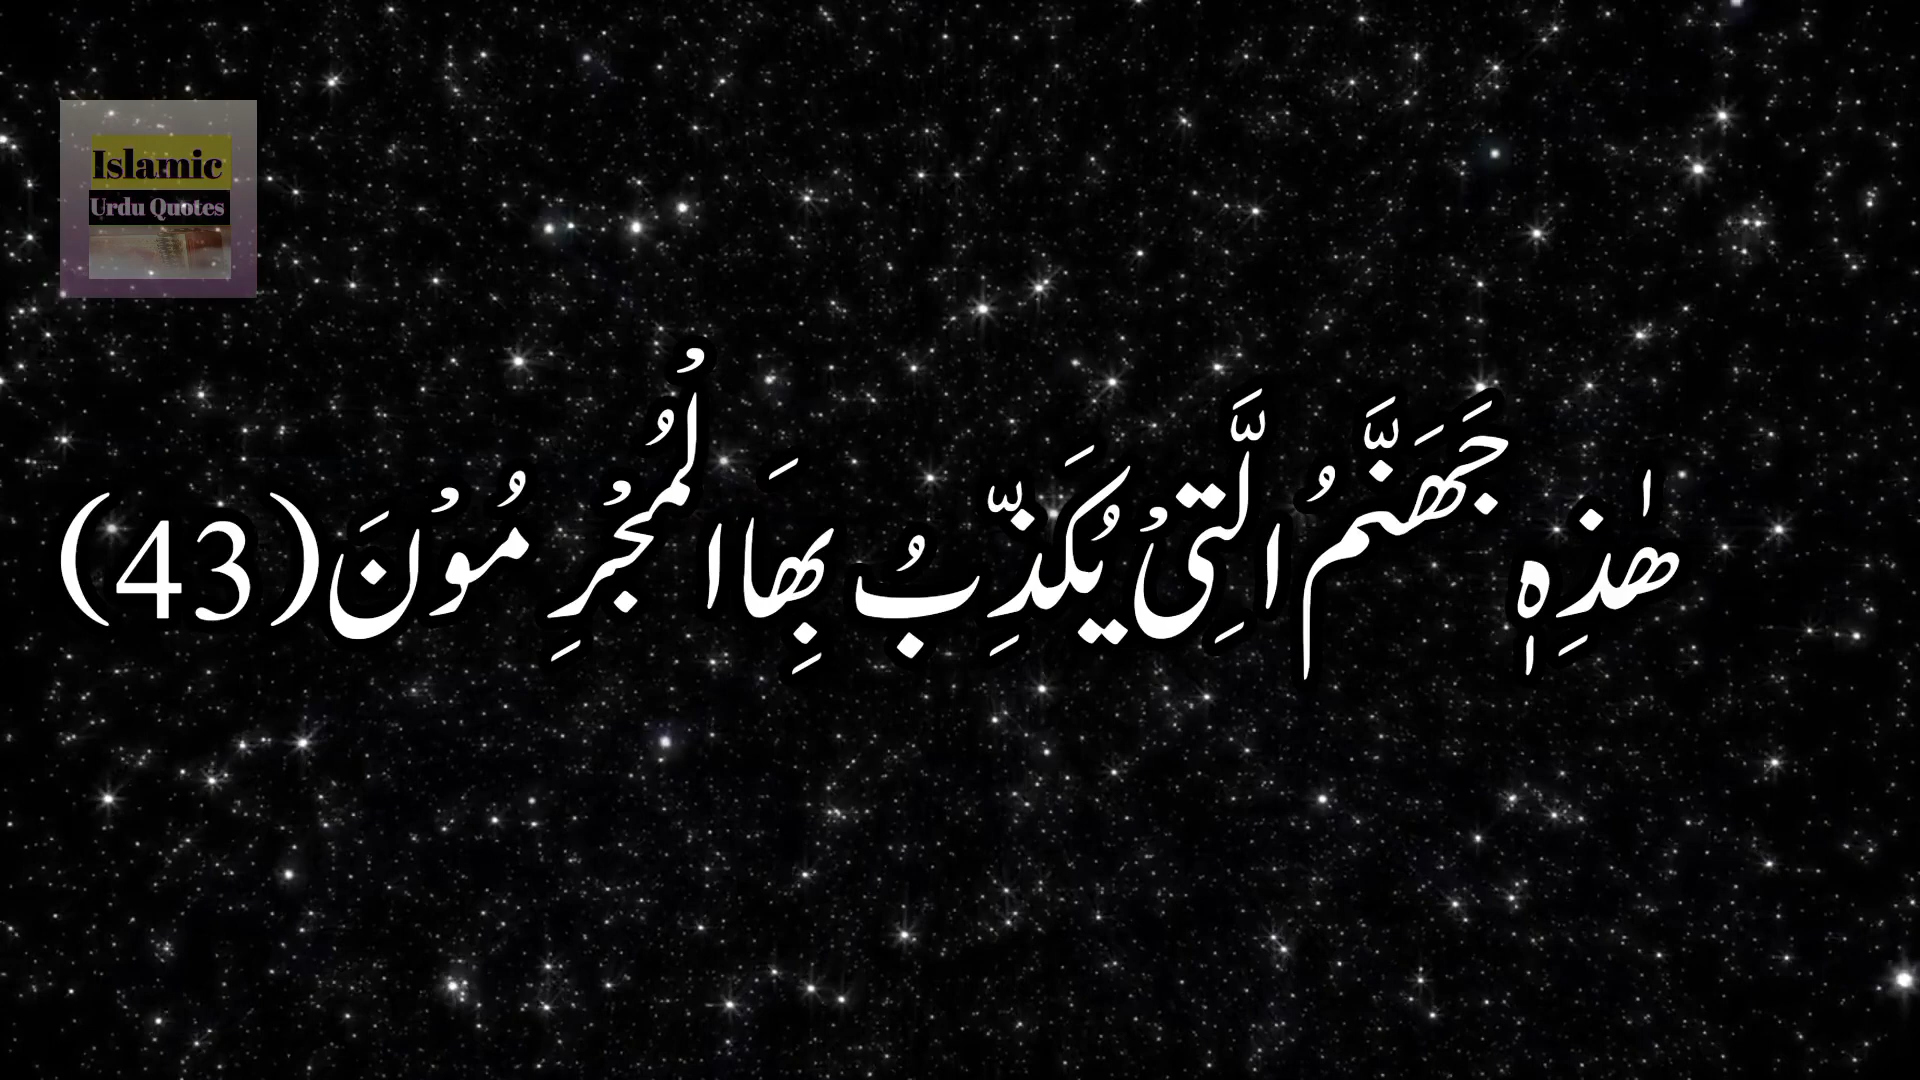 Islamic
Urdu Quotes
هٰذِهٖ جَهَنَّمُ الَّتِیْ یُكَذِّبُ بِهَا الْمُجْرِ مُوْنَ(43)